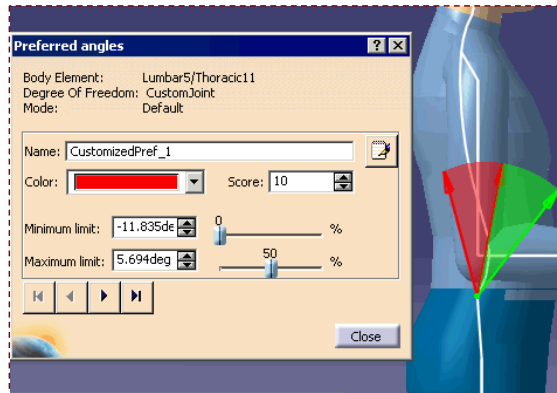 Preferred angles
Body Element: Lumbar5/Thoracic11
Degree Of Freedom: CustomJoint
Mode: Default
Name: CustomizedPref_1
Color: Score: 10
Minimum limit: -11.835de 0 %
Maximum limit: 5.694deg 50 %
Close